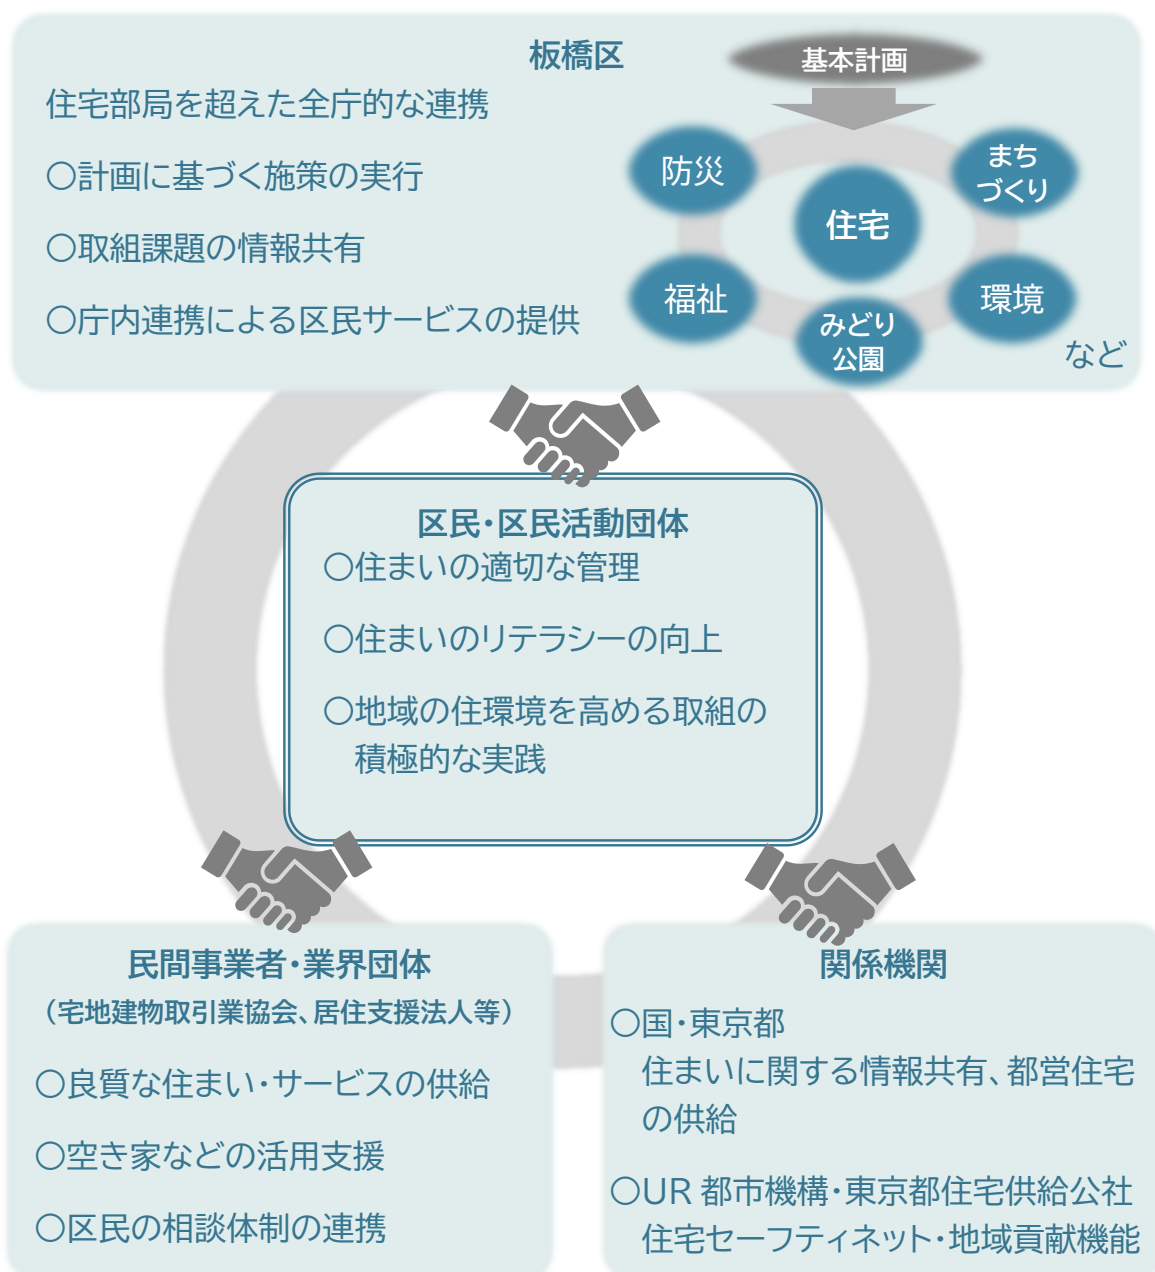 板橋区
住宅部局を超えた全庁的な連携
○計画に基づく施策の実行
○取組課題の情報共有
○庁内連携による区民サービスの提供
基本計画
防災
まち
づくり
住宅
福祉
環境
みどり
公園
など
区民・区民活動団体
○住まいの適切な管理
○住まいのリテラシーの向上
○地域の住環境を高める取組の
積極的な実践
民間事業者・業界団体
（宅地建物取引業協会、居住支援法人等）
○良質な住まい・サービスの供給
○空き家などの活用支援
○区民の相談体制の連携
関係機関
○国・東京都
住まいに関する情報共有、都営住宅
の供給
○UR 都市機構・東京都住宅供給公社
住宅セーフティネット・地域貢献機能